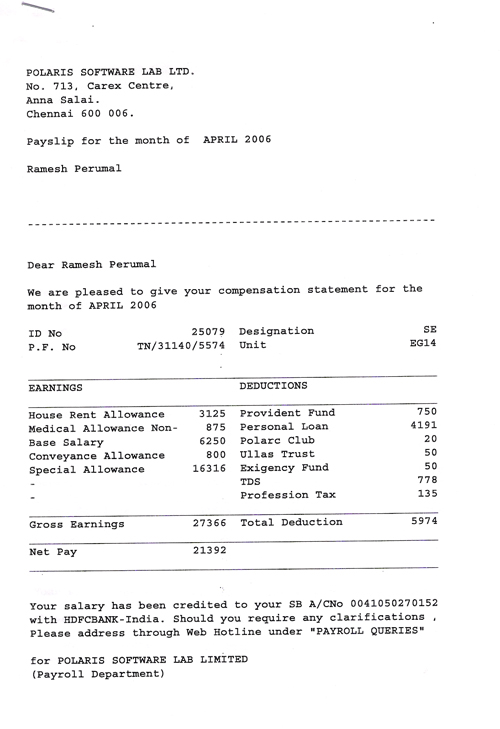 POLARIS SOFTWARE LAB LTD.
No. 713, Carex Centre,
Anna Salai.
Chennai 600 006.
Payslip for the month of APRIL 2006
Ramesh Perumal
Dear Ramesh Perumal
We are pleased to give your compensation statement for the
month of APRIL 2006
ID No 25079 Designation SE
P.F. No TN/31140/5574 Unit EG14
EARNINGS DEDUCTIONS
House Rent Allowance 3125 Provident Fund 750
Medical Allowance Non- 875 Personal Loan 4191
Base Salary 6250 Polarc Club 20
Conveyance Allowance 800 Ullas Trust 50
Special Allowance 16316 Exigency Fund 50
- TDS 778
- Profession Tax 135
Gross Earnings 27366 Total Deduction 5974
Net Pay 21392
Your salary has been credited to your SB A/CNo 0041050270152
with HDFCBANK-India. Should you require any clarifications ,
Please address through Web Hotline under "PAYROLL QUERIES"
for POLARIS SOFTWARE LAB LIMITED
(Payroll Department)